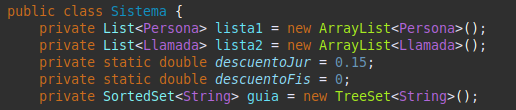 public class Sistema {
private List<Persona> lista1 = new ArrayList<Persona>();
private List<Llamada> lista2 = new ArrayList<Llamada>();
private static double descuentoJur = 0.15;
private static double descuentoFis = 0;
private SortedSet<String> guia = new TreeSet<String>();